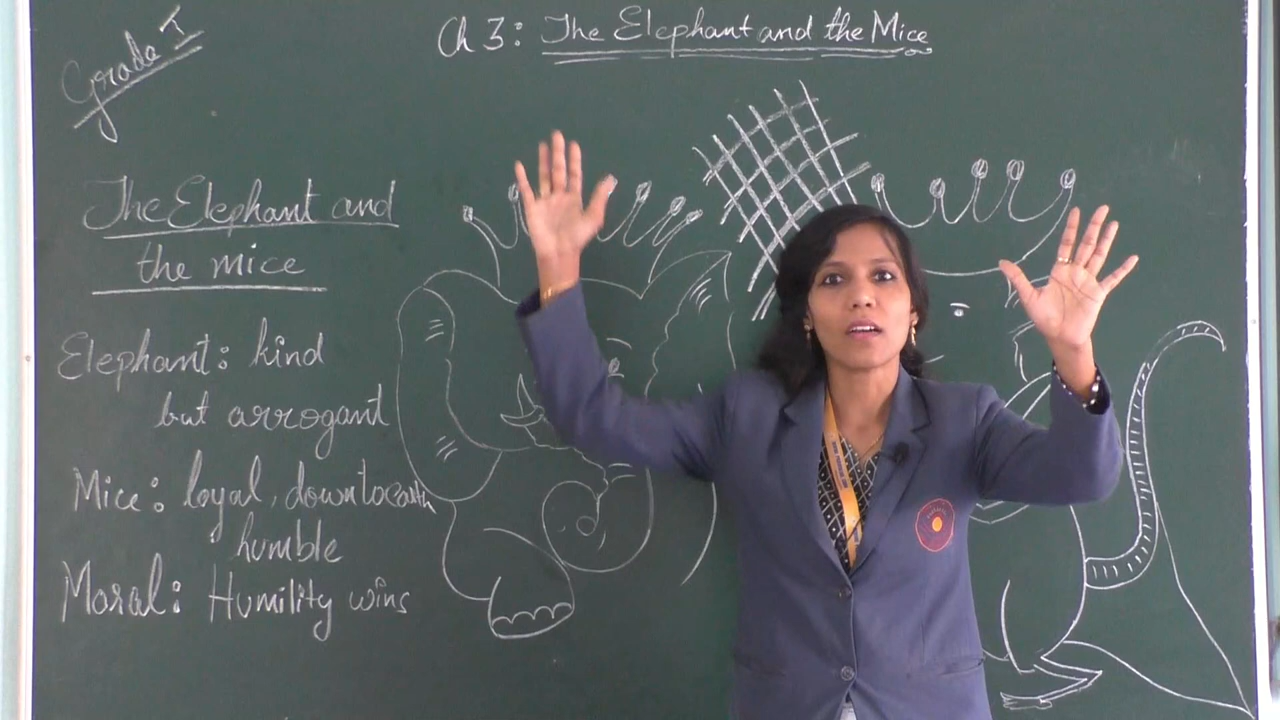 Grade I
Ch 3: The Elephant and the Mice
The Elephant and
the mice
Elephant: kind
but arrogant
Mice: loyal, down to earth
humble
Moral: Humility wins